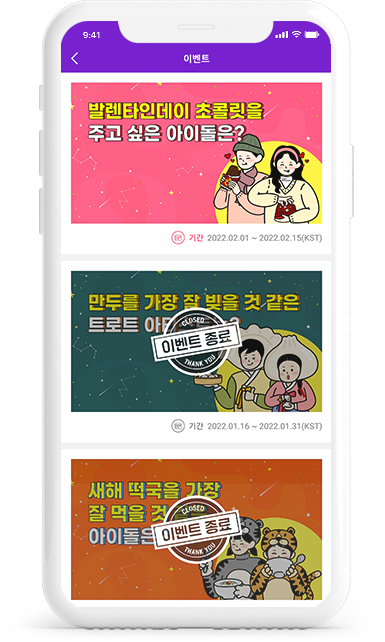 9:41
이벤트
발렌타인데이 초콜릿을
주고 싶은 아이돌은?
기간 2022.02.01 ~ 2022.02.15(KST)
만두를 가장 잘 빚을 것 같은
트로트 아 ?
CLOSED
이벤트 종료
THANK YOU
기간 2022.01.16 ~ 2022.01.31(KST)
새해 떡국을 가장
잘 먹을 것
아이돌은
CLOSED
이벤트 종료
THANK YOU